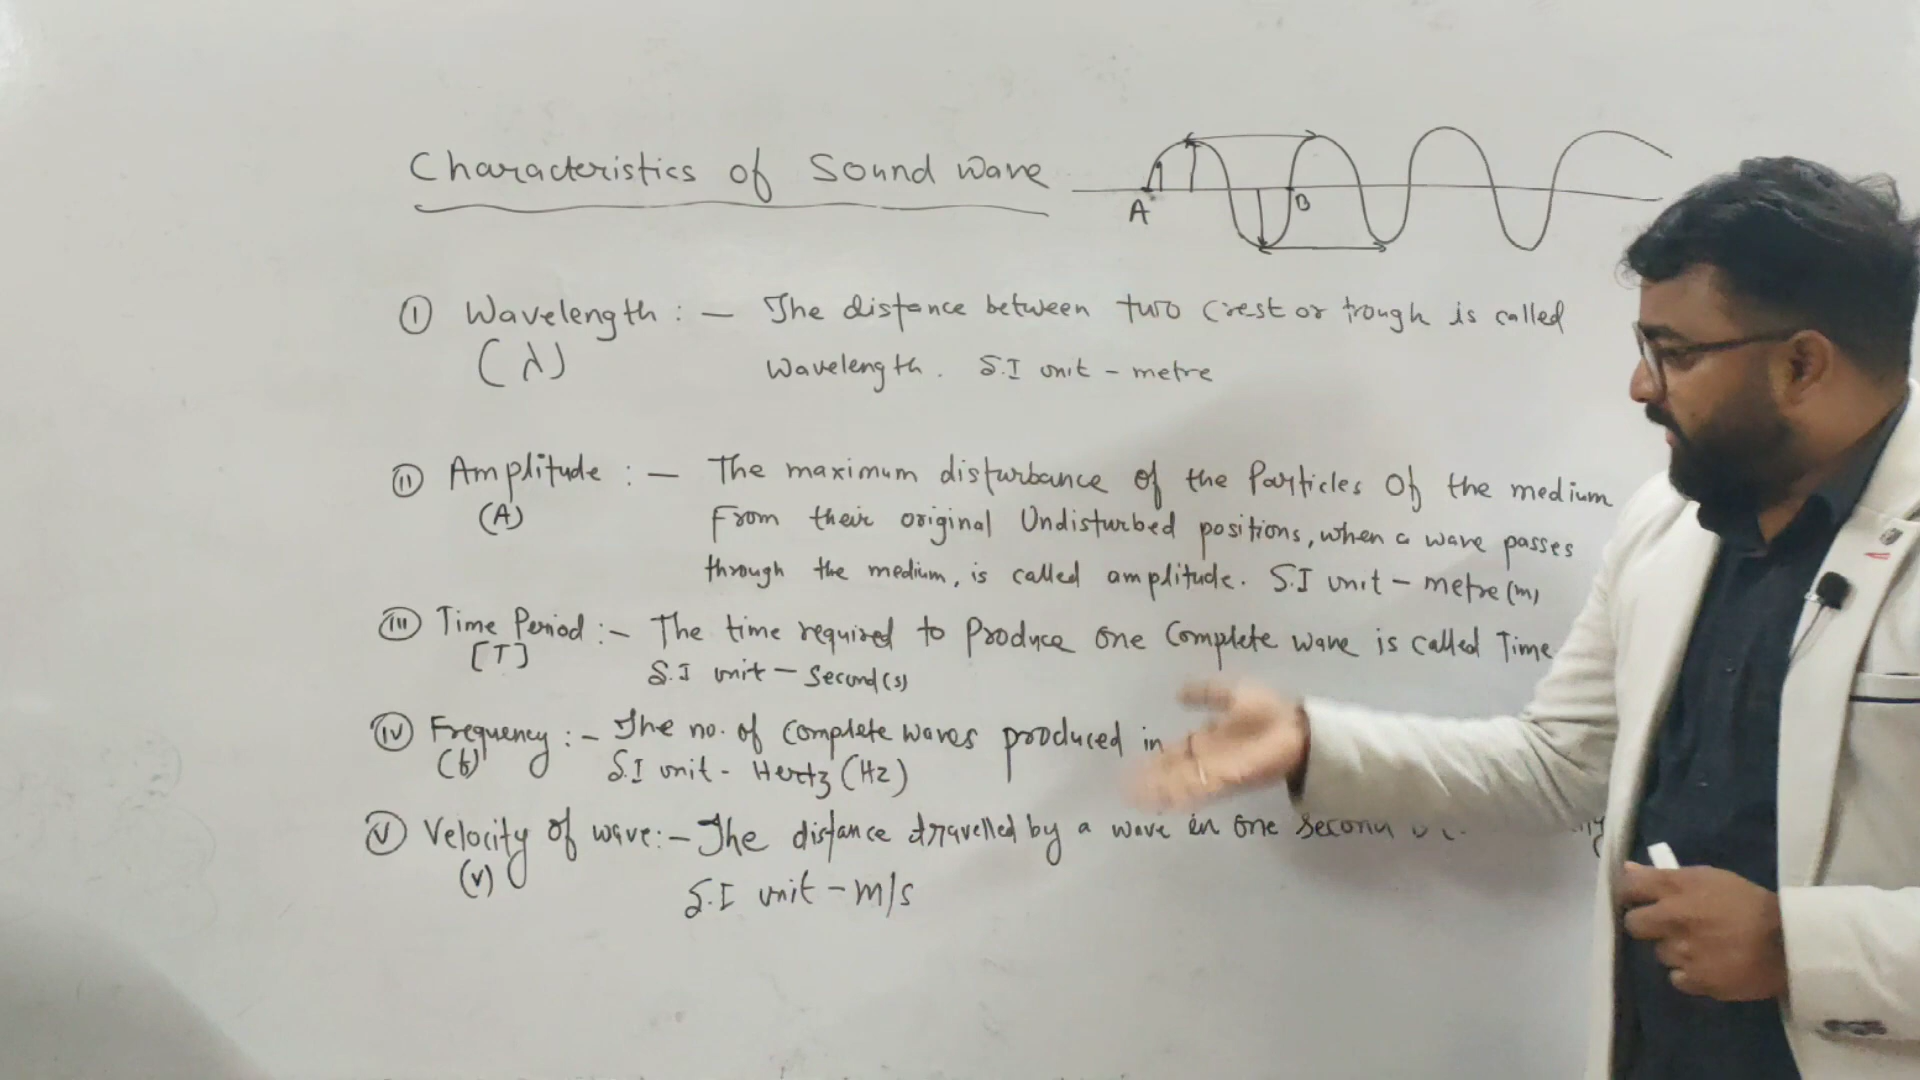 Characteristics of Sound wave
A
B
(I) Wavelength : — The distance between two Crest or trough is called
(λ) Wavelength. S.I unit - metre
(II) Amplitude : — The maximum disturbance of the Particles of the medium
(A) From their original Undisturbed positions, when a wave passes
through the medium, is called amplitude. S.I unit - metre (m)
(III) Time Period :- The time required to Produce one Complete wave is called Time
[T] S.I unit - Second (s)
(IV) Frequency : - The no. of Complete waves produced in
(f) S.I unit - Hertz (Hz)
(V) Velocity of wave :- The distance travelled by a wave in one second
(v) S.I unit - m/s